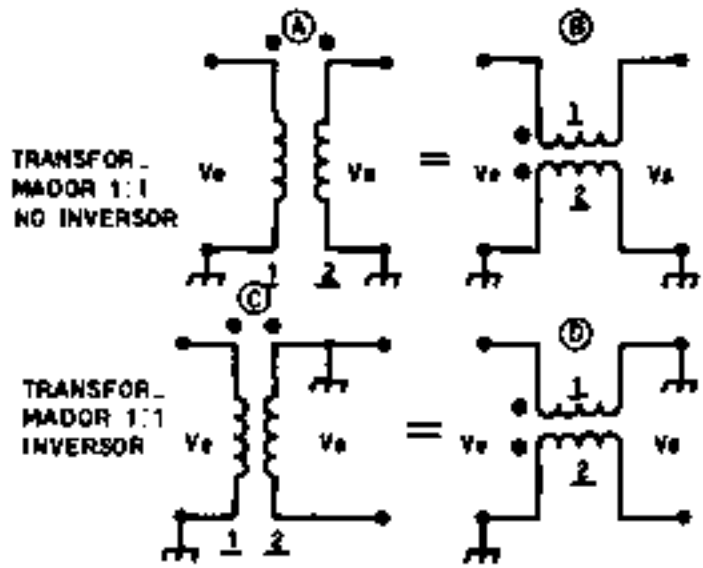 A
B
1
TRANSFOR_
MADOR 1:1
NO INVERSOR
Ve
Vs
=
Ve
Vs
2
1 2
C
D
1
TRANSFOR_
MADOR 1:1
INVERSOR
Ve
Vs
=
Ve
Vs
2
1 2